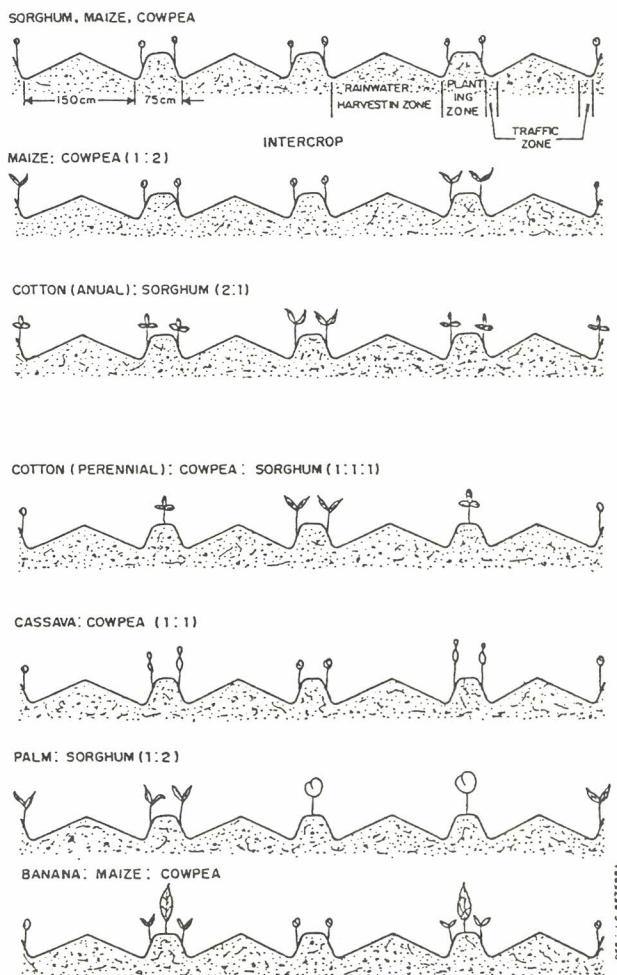 SORGHUM, MAIZE, COWPEA
150cm
75cm
RAINWATER
HARVESTIN ZONE
PLANT
ING
ZONE
TRAFFIC
ZONE
INTERCROP
MAIZE: COWPEA (1:2)
COTTON (ANUAL): SORGHUM (2:1)
COTTON (PERENNIAL): COWPEA: SORGHUM (1:1:1)
CASSAVA: COWPEA (1:1)
PALM: SORGHUM (1:2)
BANANA: MAIZE: COWPEA